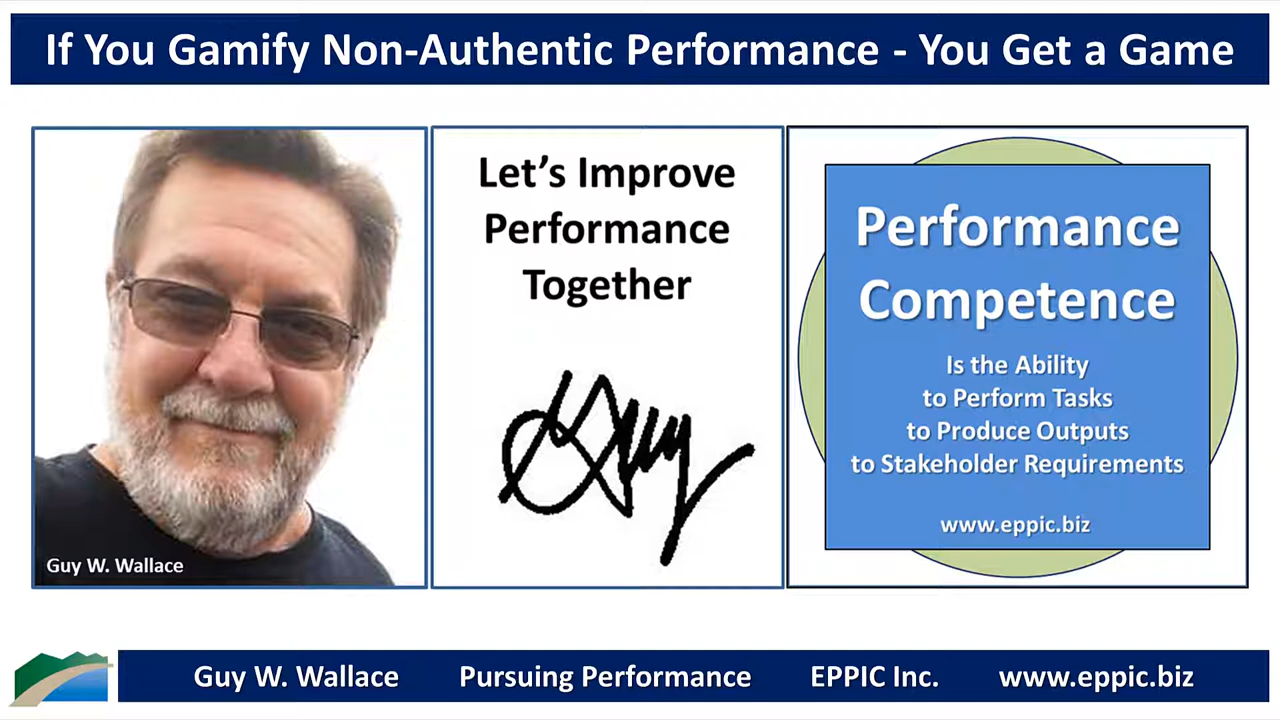 If You Gamify Non-Authentic Performance - You Get a Game
Guy W. Wallace
Let's Improve
Performance
Together
Guy
Performance
Competence
Is the Ability
to Perform Tasks
to Produce Outputs
to Stakeholder Requirements
www.eppic.biz
Guy W. Wallace Pursuing Performance EPPIC Inc. www.eppic.biz